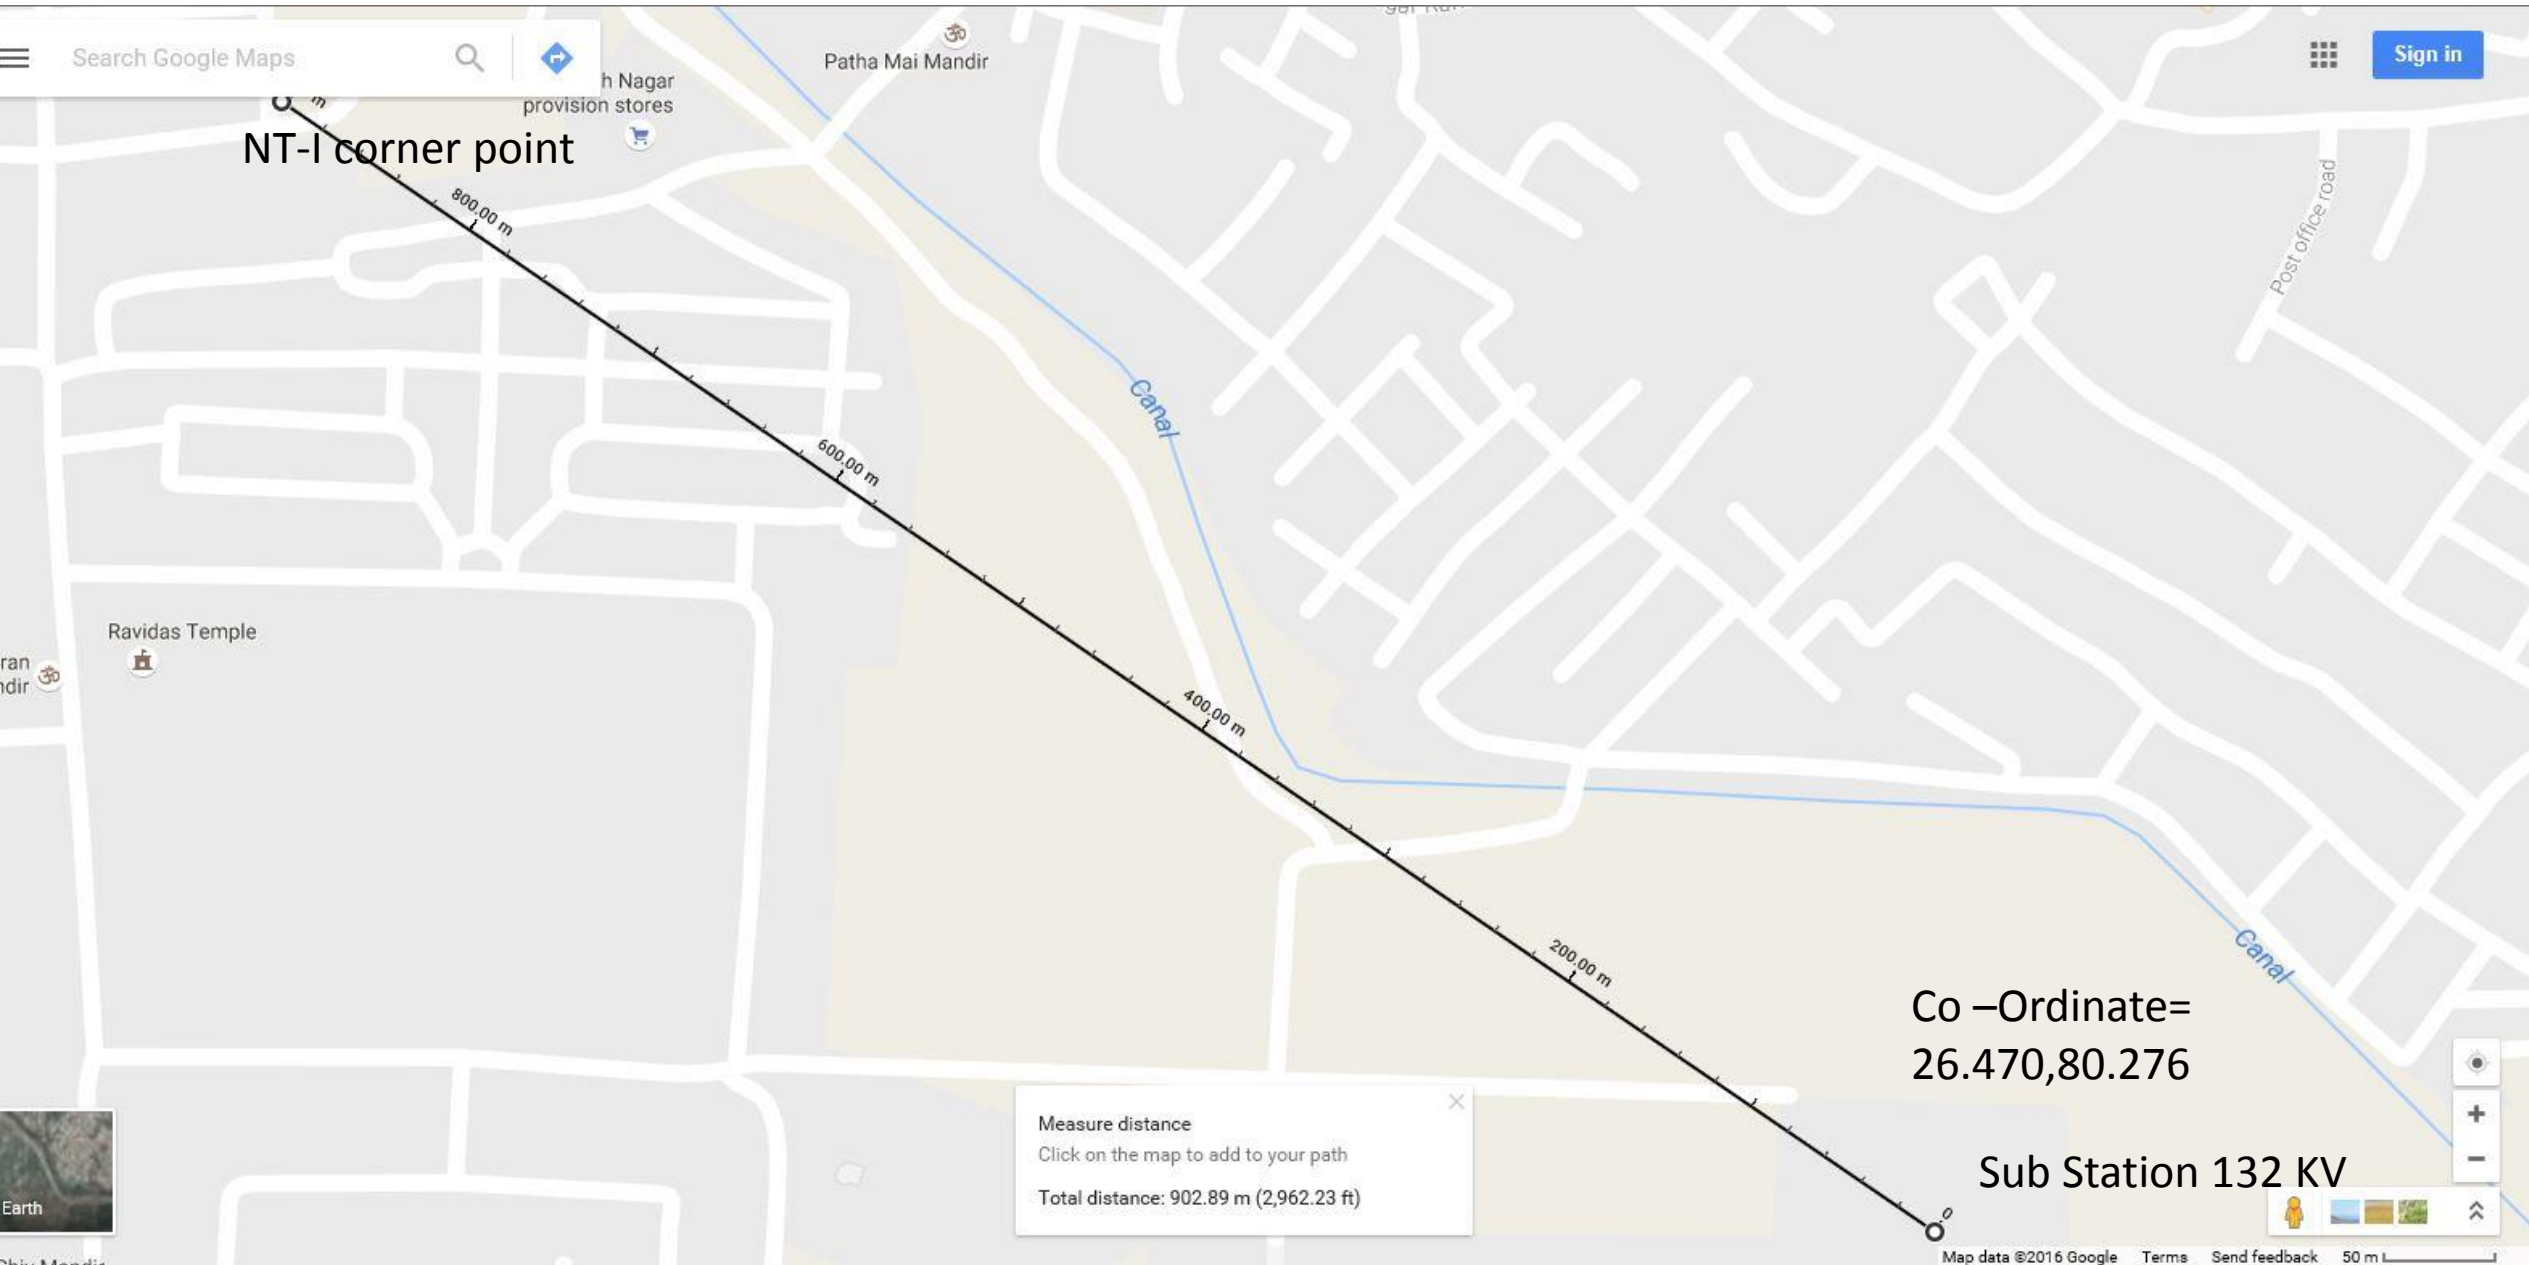 Search Google Maps
Patha Mai Mandir
Sign in
h Nagar
provision stores
m
NT-I corner point
800.00 m
Post office road
Canal
600.00 m
Ravidas Temple
ran
ndir
400.00 m
200.00 m
Canal
Co –Ordinate=
26.470,80.276
Measure distance
Click on the map to add to your path
Total distance: 902.89 m (2,962.23 ft)
Sub Station 132 KV
Earth
0
Map data ©2016 Google Terms Send feedback 50 m